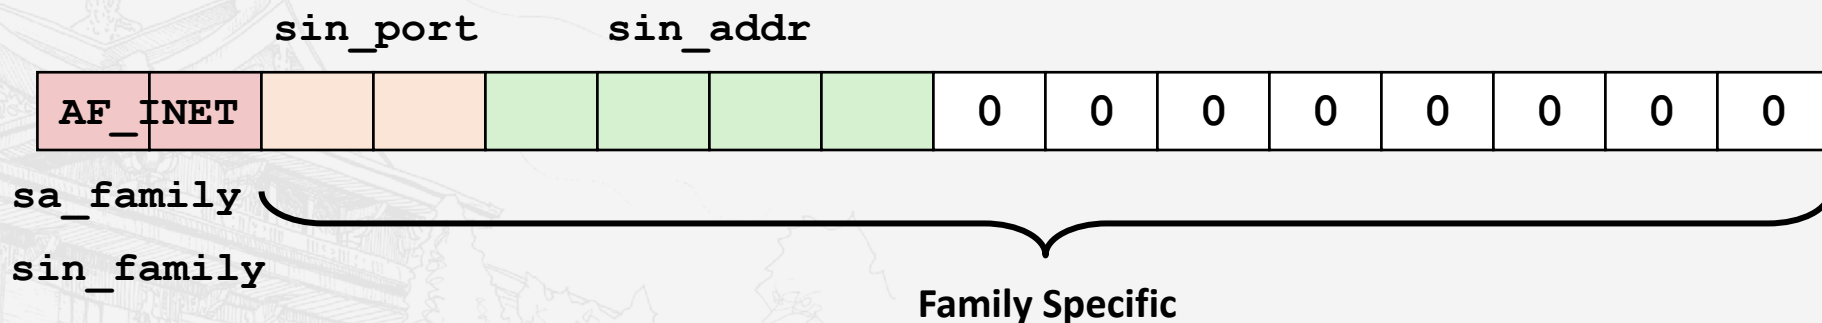 sin_port sin_addr
AF_INET 0 0 0 0 0 0 0 0
sa_family
sin_family
Family Specific